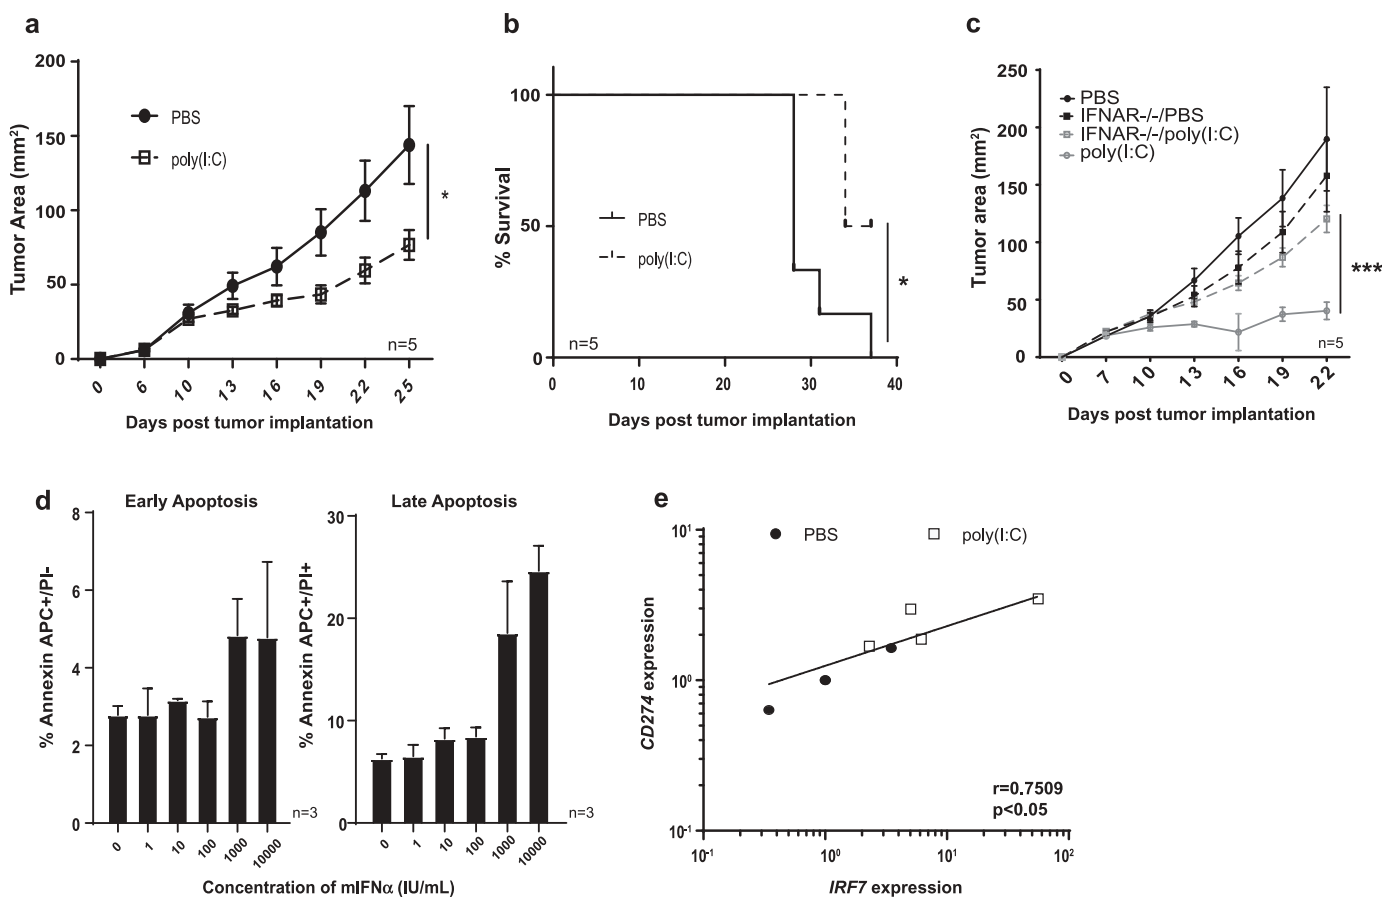 a
Tumor Area (mm²)
200
150
100
50
0
PBS
poly(I:C)
*
n=5
0 6 10 13 16 19 22 25
Days post tumor implantation
b
% Survival
100
50
0
PBS
poly(I:C)
*
n=5
0 10 20 30 40
Days post tumor implantation
c
Tumor area (mm²)
250
200
150
100
50
0
PBS
IFNAR-/-/PBS
IFNAR-/-/poly(I:C)
poly(I:C)
***
n=5
0 7 10 13 16 19 22
Days post tumor implantation
d
Early Apoptosis
% Annexin APC+/PI-
8
6
4
2
0
n=3
0 1 10 100 1000 10000
Late Apoptosis
% Annexin APC+/PI+
30
20
10
0
n=3
0 1 10 100 1000 10000
Concentration of mIFNα (IU/mL)
e
CD274 expression
10¹
10⁰
10⁻¹
PBS
poly(I:C)
r=0.7509
p<0.05
10⁻¹ 10⁰ 10¹ 10²
IRF7 expression